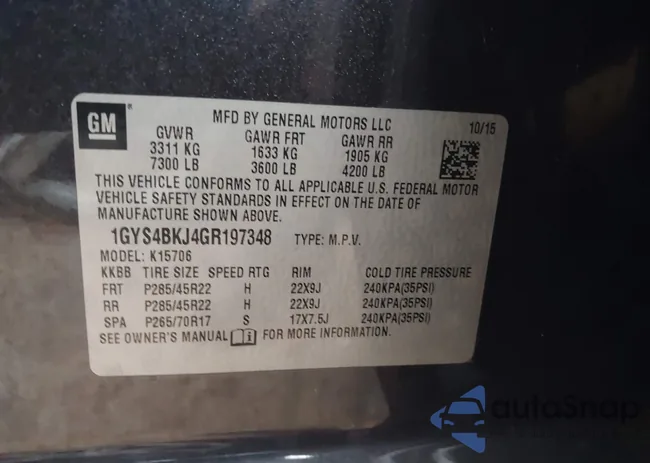 GM
MFD BY GENERAL MOTORS LLC 10/15
GVWR GAWR FRT GAWR RR
3311 KG 1633 KG 1905 KG
7300 LB 3600 LB 4200 LB
THIS VEHICLE CONFORMS TO ALL APPLICABLE U.S. FEDERAL MOTOR
VEHICLE SAFETY STANDARDS IN EFFECT ON THE DATE OF
MANUFACTURE SHOWN ABOVE.
1GYS4BKJ4GR197348 TYPE: M.P.V.
MODEL: K15706
KKBB TIRE SIZE SPEED RTG RIM COLD TIRE PRESSURE
FRT P285/45R22 H 22X9J 240KPA(35PSI)
RR P285/45R22 H 22X9J 240KPA(35PSI)
SPA P265/70R17 S 17X7.5J 240KPA(35PSI)
SEE OWNER'S MANUAL FOR MORE INFORMATION.
autoSnap